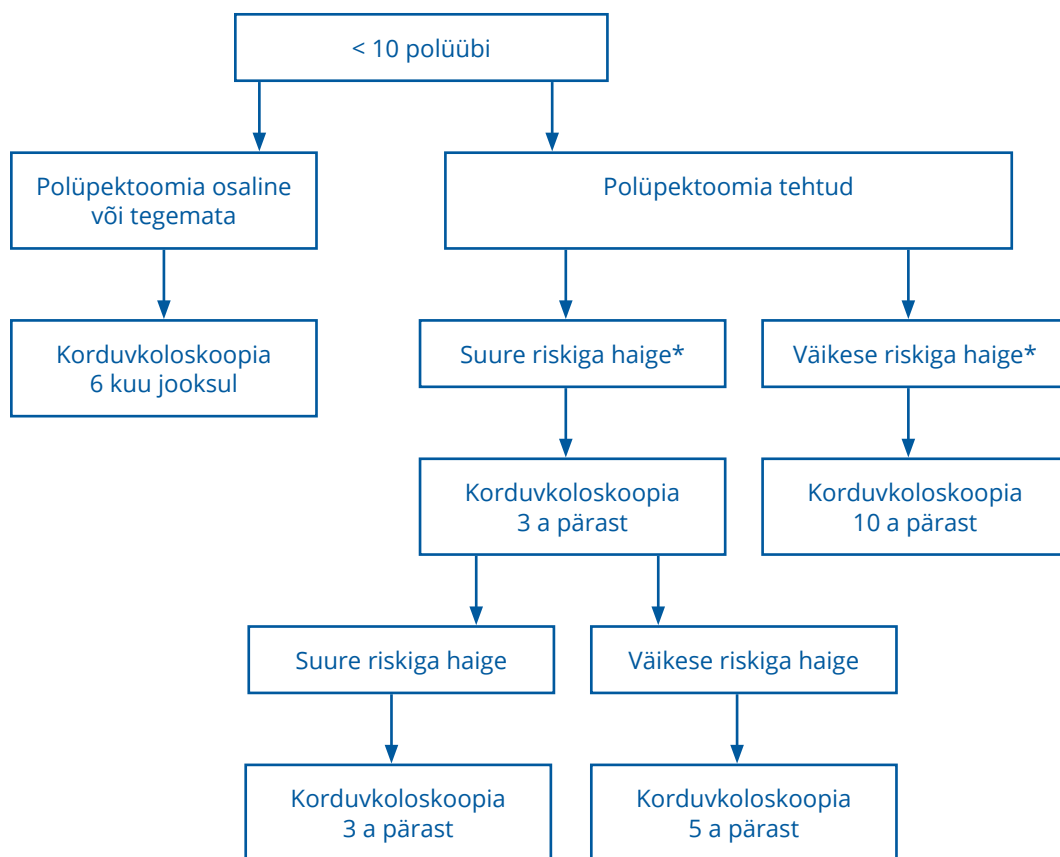 < 10 polüübi
Polüpektoomia osaline
või tegemata
Polüpektoomia tehtud
Korduvkoloskoopia
6 kuu jooksul
Suure riskiga haige*
Väikese riskiga haige*
Korduvkoloskoopia
3 a pärast
Korduvkoloskoopia
10 a pärast
Suure riskiga haige
Väikese riskiga haige
Korduvkoloskoopia
3 a pärast
Korduvkoloskoopia
5 a pärast